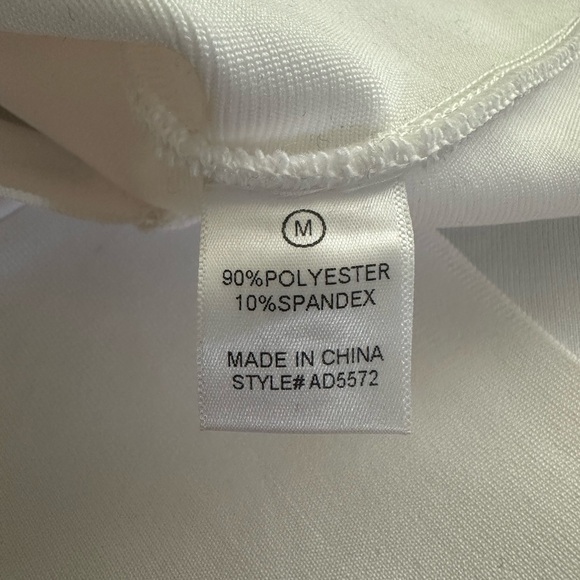 M
90%POLYESTER
10%SPANDEX
MADE IN CHINA
STYLE# AD5572